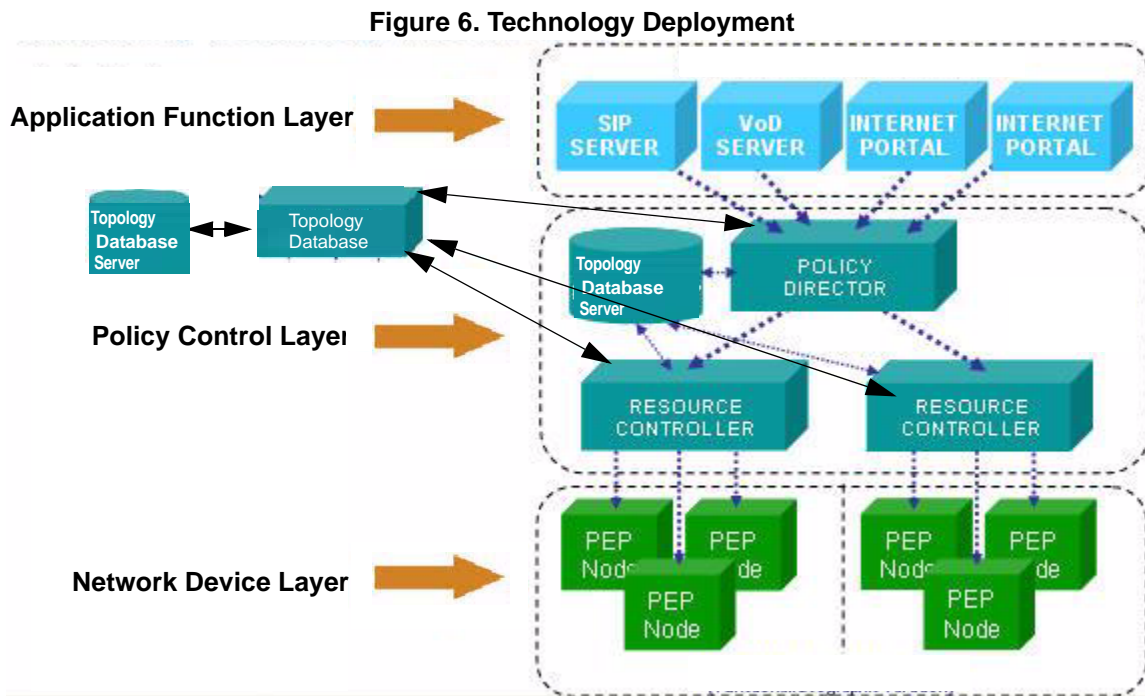 Figure 6. Technology Deployment
Application Function Layer
SIP
SERVER
VoD
SERVER
INTERNET
PORTAL
INTERNET
PORTAL
Topology
Database
Server
Topology
Database
Topology
Database
Server
POLICY
DIRECTOR
Policy Control Layer
RESOURCE
CONTROLLER
RESOURCE
CONTROLLER
Network Device Layer
PEP
Node
PEP
de
PEP
Node
PEP
Node
PEP
de
PEP
Node